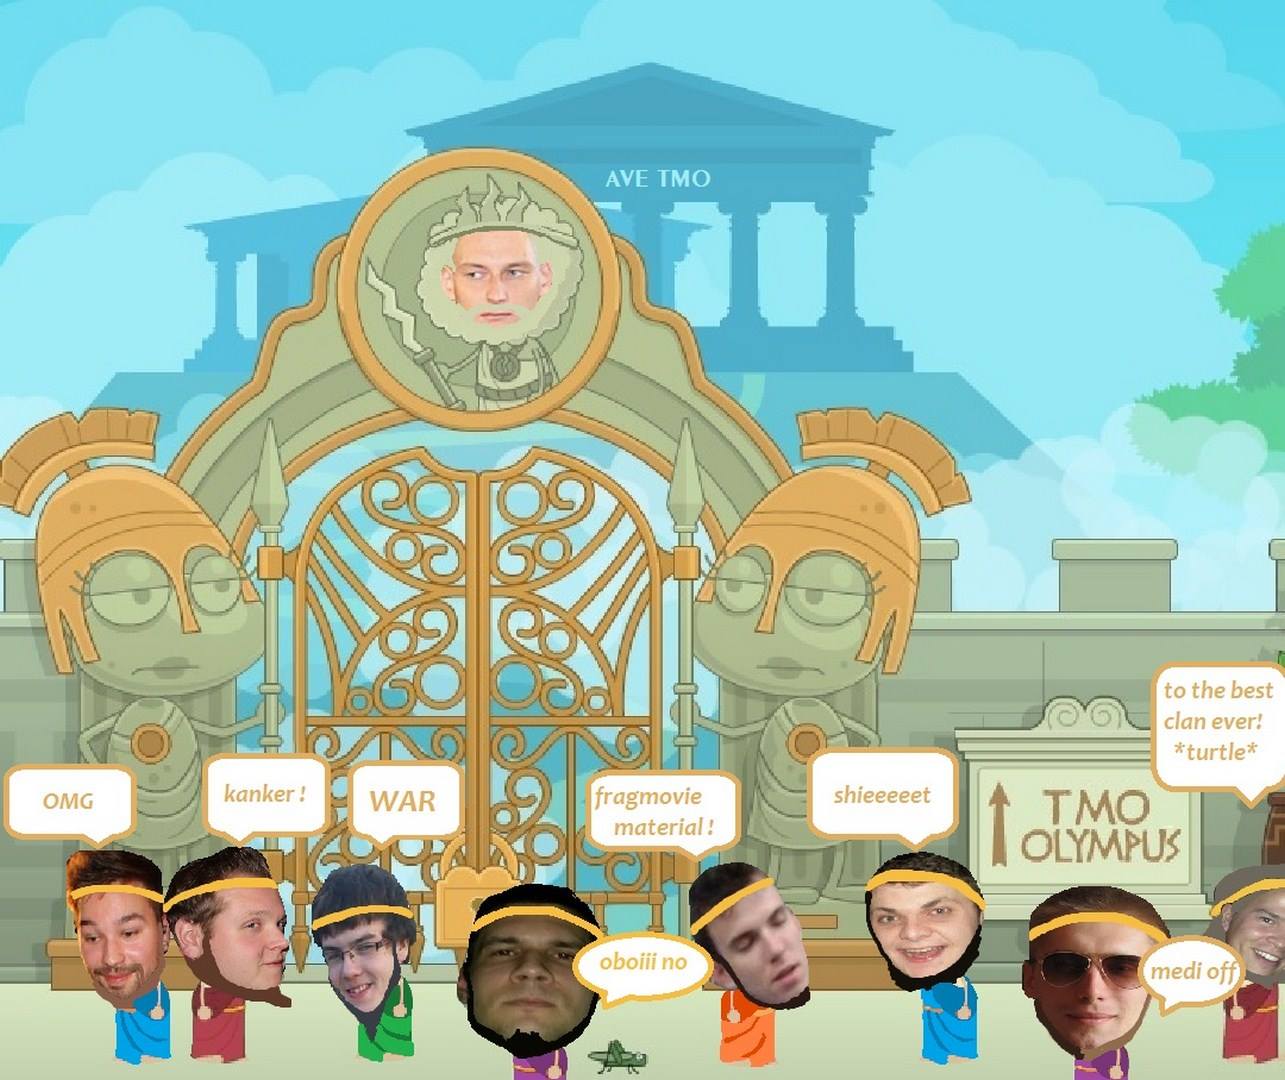 AVE TMO
to the best
clan ever!
*turtle*
OMG
kanker !
WAR
fragmovie
material !
shieeeeet
TMO
OLYMPUS
oboiii no
medi off